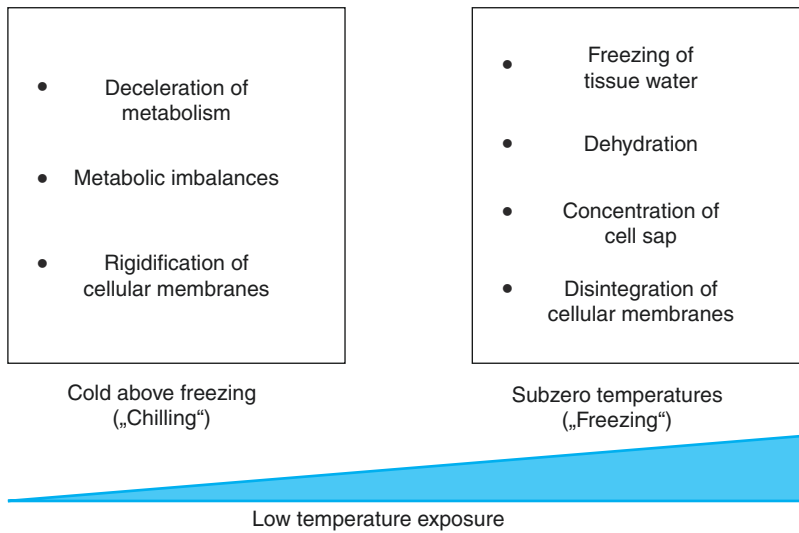 • Deceleration of
metabolism
• Metabolic imbalances
• Rigidification of
cellular membranes
Cold above freezing
(„Chilling“)
• Freezing of
tissue water
• Dehydration
• Concentration of
cell sap
• Disintegration of
cellular membranes
Subzero temperatures
(„Freezing“)
Low temperature exposure